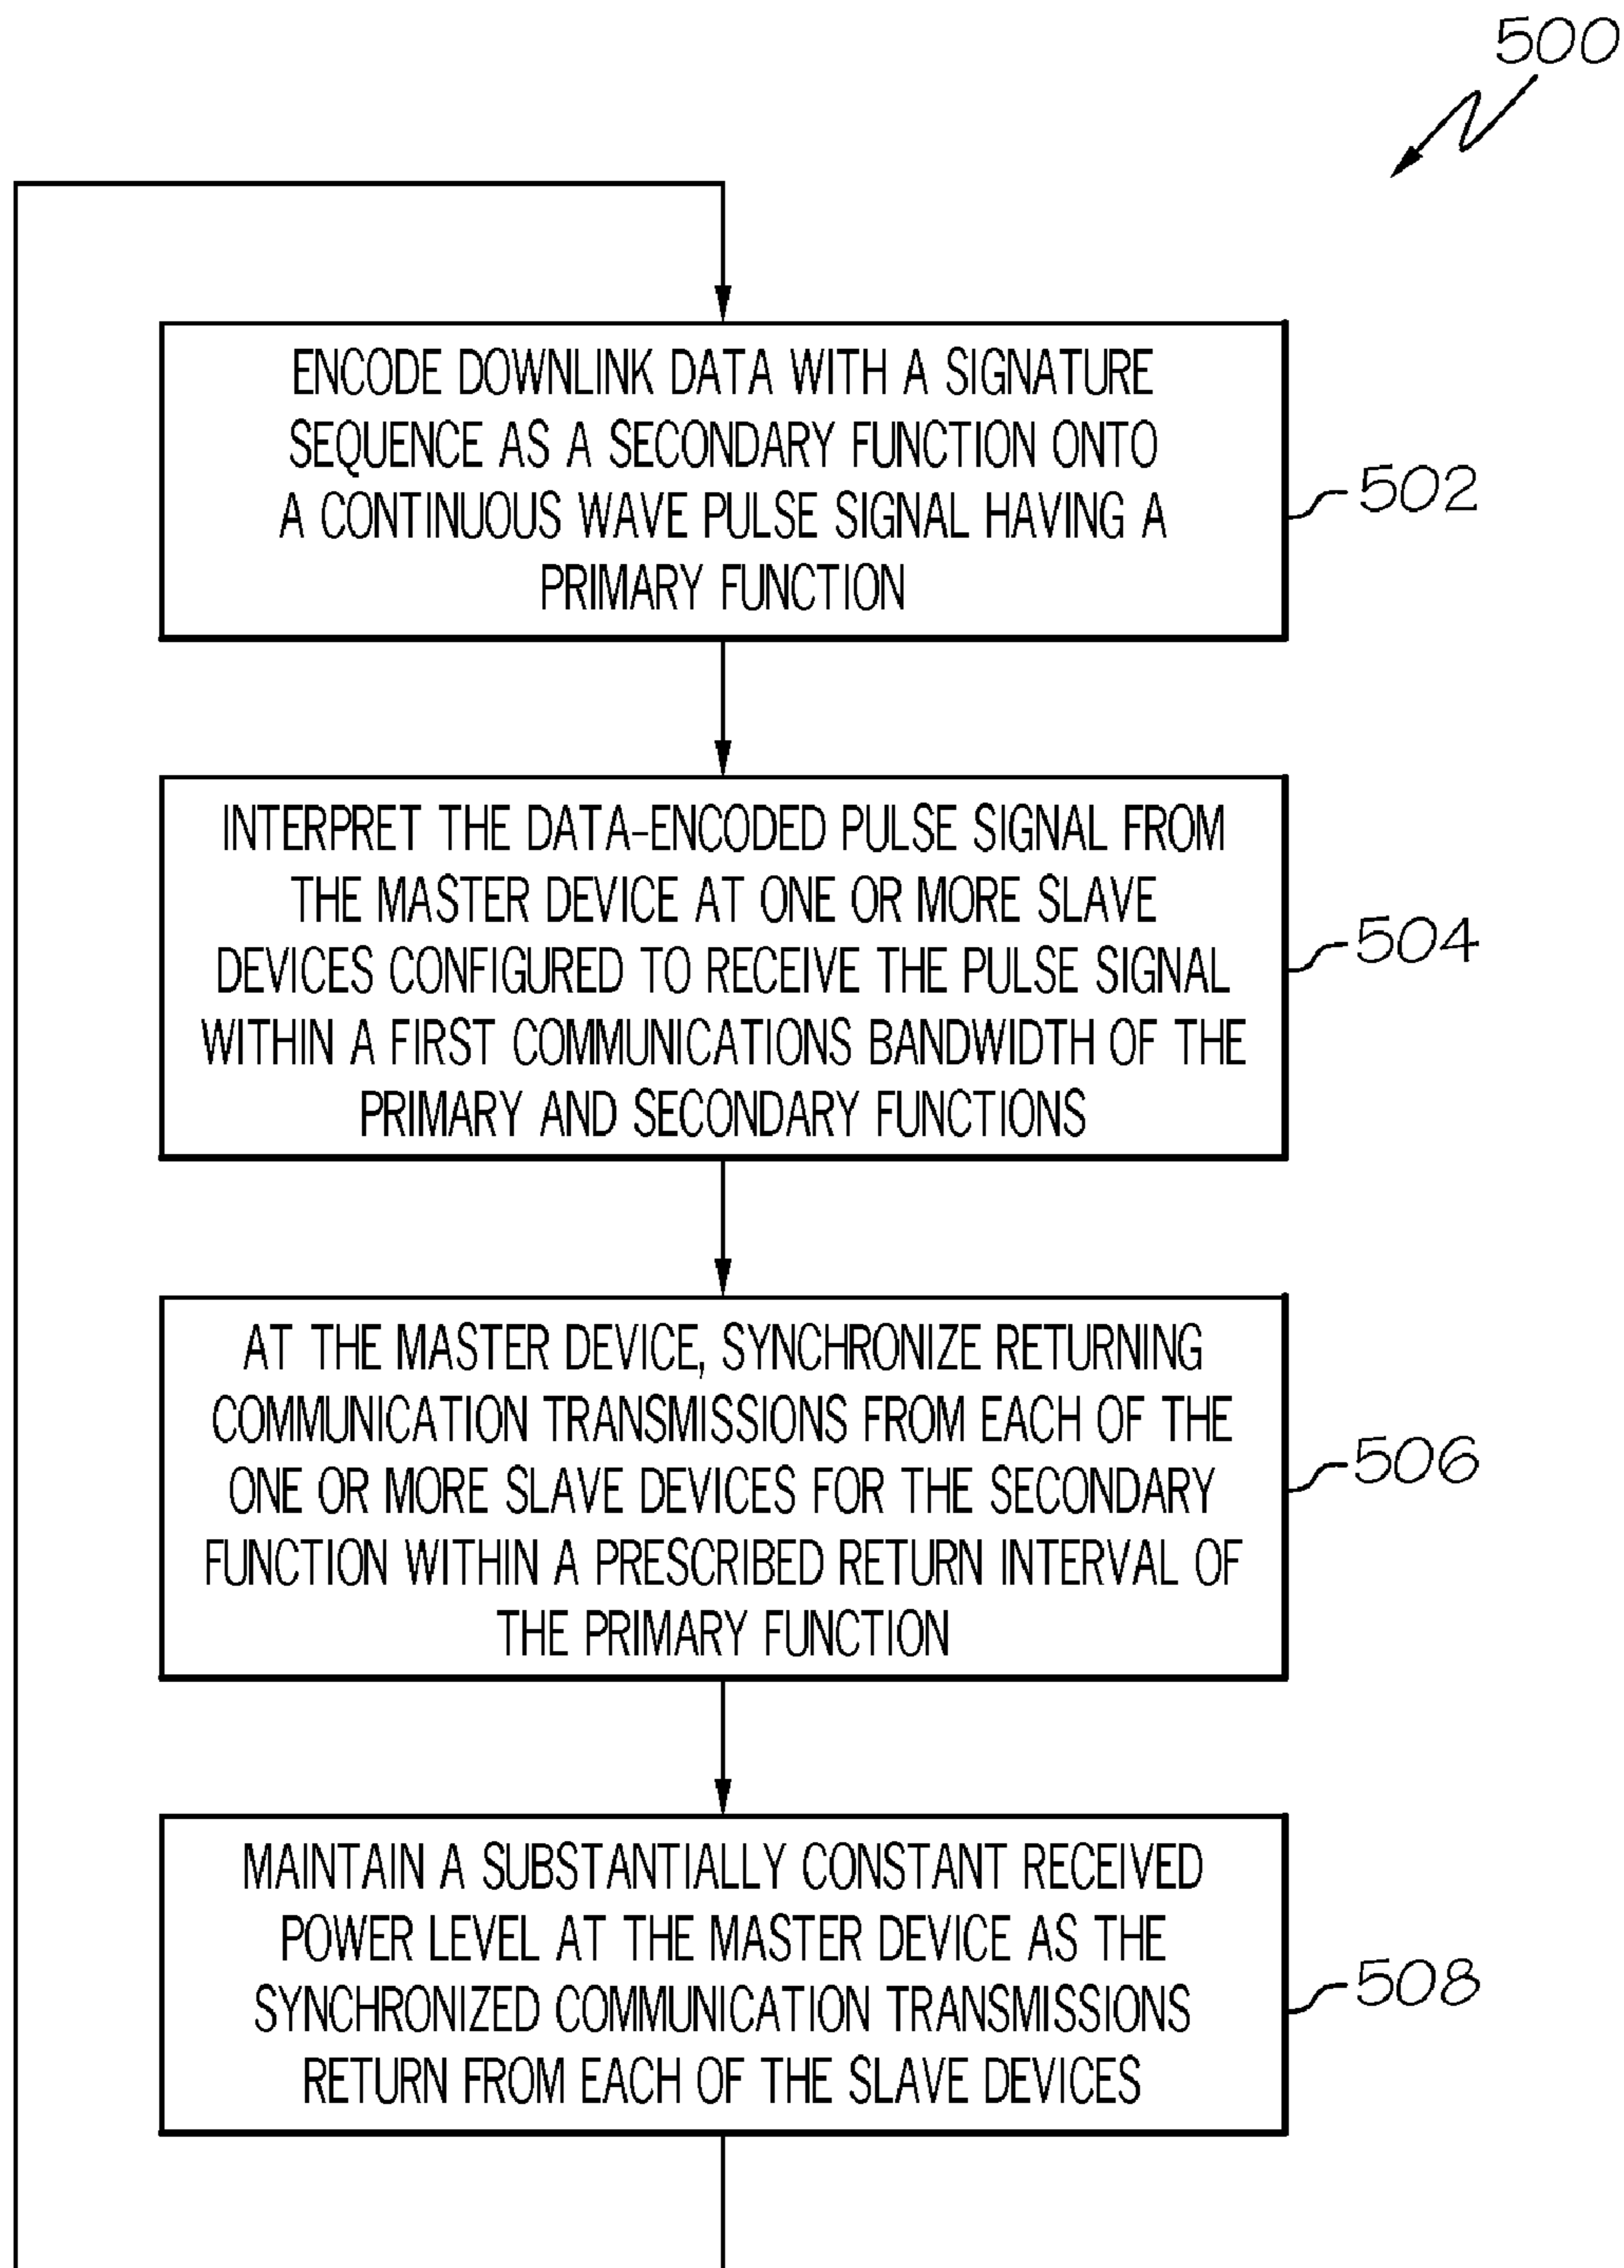 500
ENCODE DOWNLINK DATA WITH A SIGNATURE
SEQUENCE AS A SECONDARY FUNCTION ONTO
A CONTINUOUS WAVE PULSE SIGNAL HAVING A
PRIMARY FUNCTION
502
INTERPRET THE DATA-ENCODED PULSE SIGNAL FROM
THE MASTER DEVICE AT ONE OR MORE SLAVE
DEVICES CONFIGURED TO RECEIVE THE PULSE SIGNAL
WITHIN A FIRST COMMUNICATIONS BANDWIDTH OF THE
PRIMARY AND SECONDARY FUNCTIONS
504
AT THE MASTER DEVICE, SYNCHRONIZE RETURNING
COMMUNICATION TRANSMISSIONS FROM EACH OF THE
ONE OR MORE SLAVE DEVICES FOR THE SECONDARY
FUNCTION WITHIN A PRESCRIBED RETURN INTERVAL OF
THE PRIMARY FUNCTION
506
MAINTAIN A SUBSTANTIALLY CONSTANT RECEIVED
POWER LEVEL AT THE MASTER DEVICE AS THE
SYNCHRONIZED COMMUNICATION TRANSMISSIONS
RETURN FROM EACH OF THE SLAVE DEVICES
508